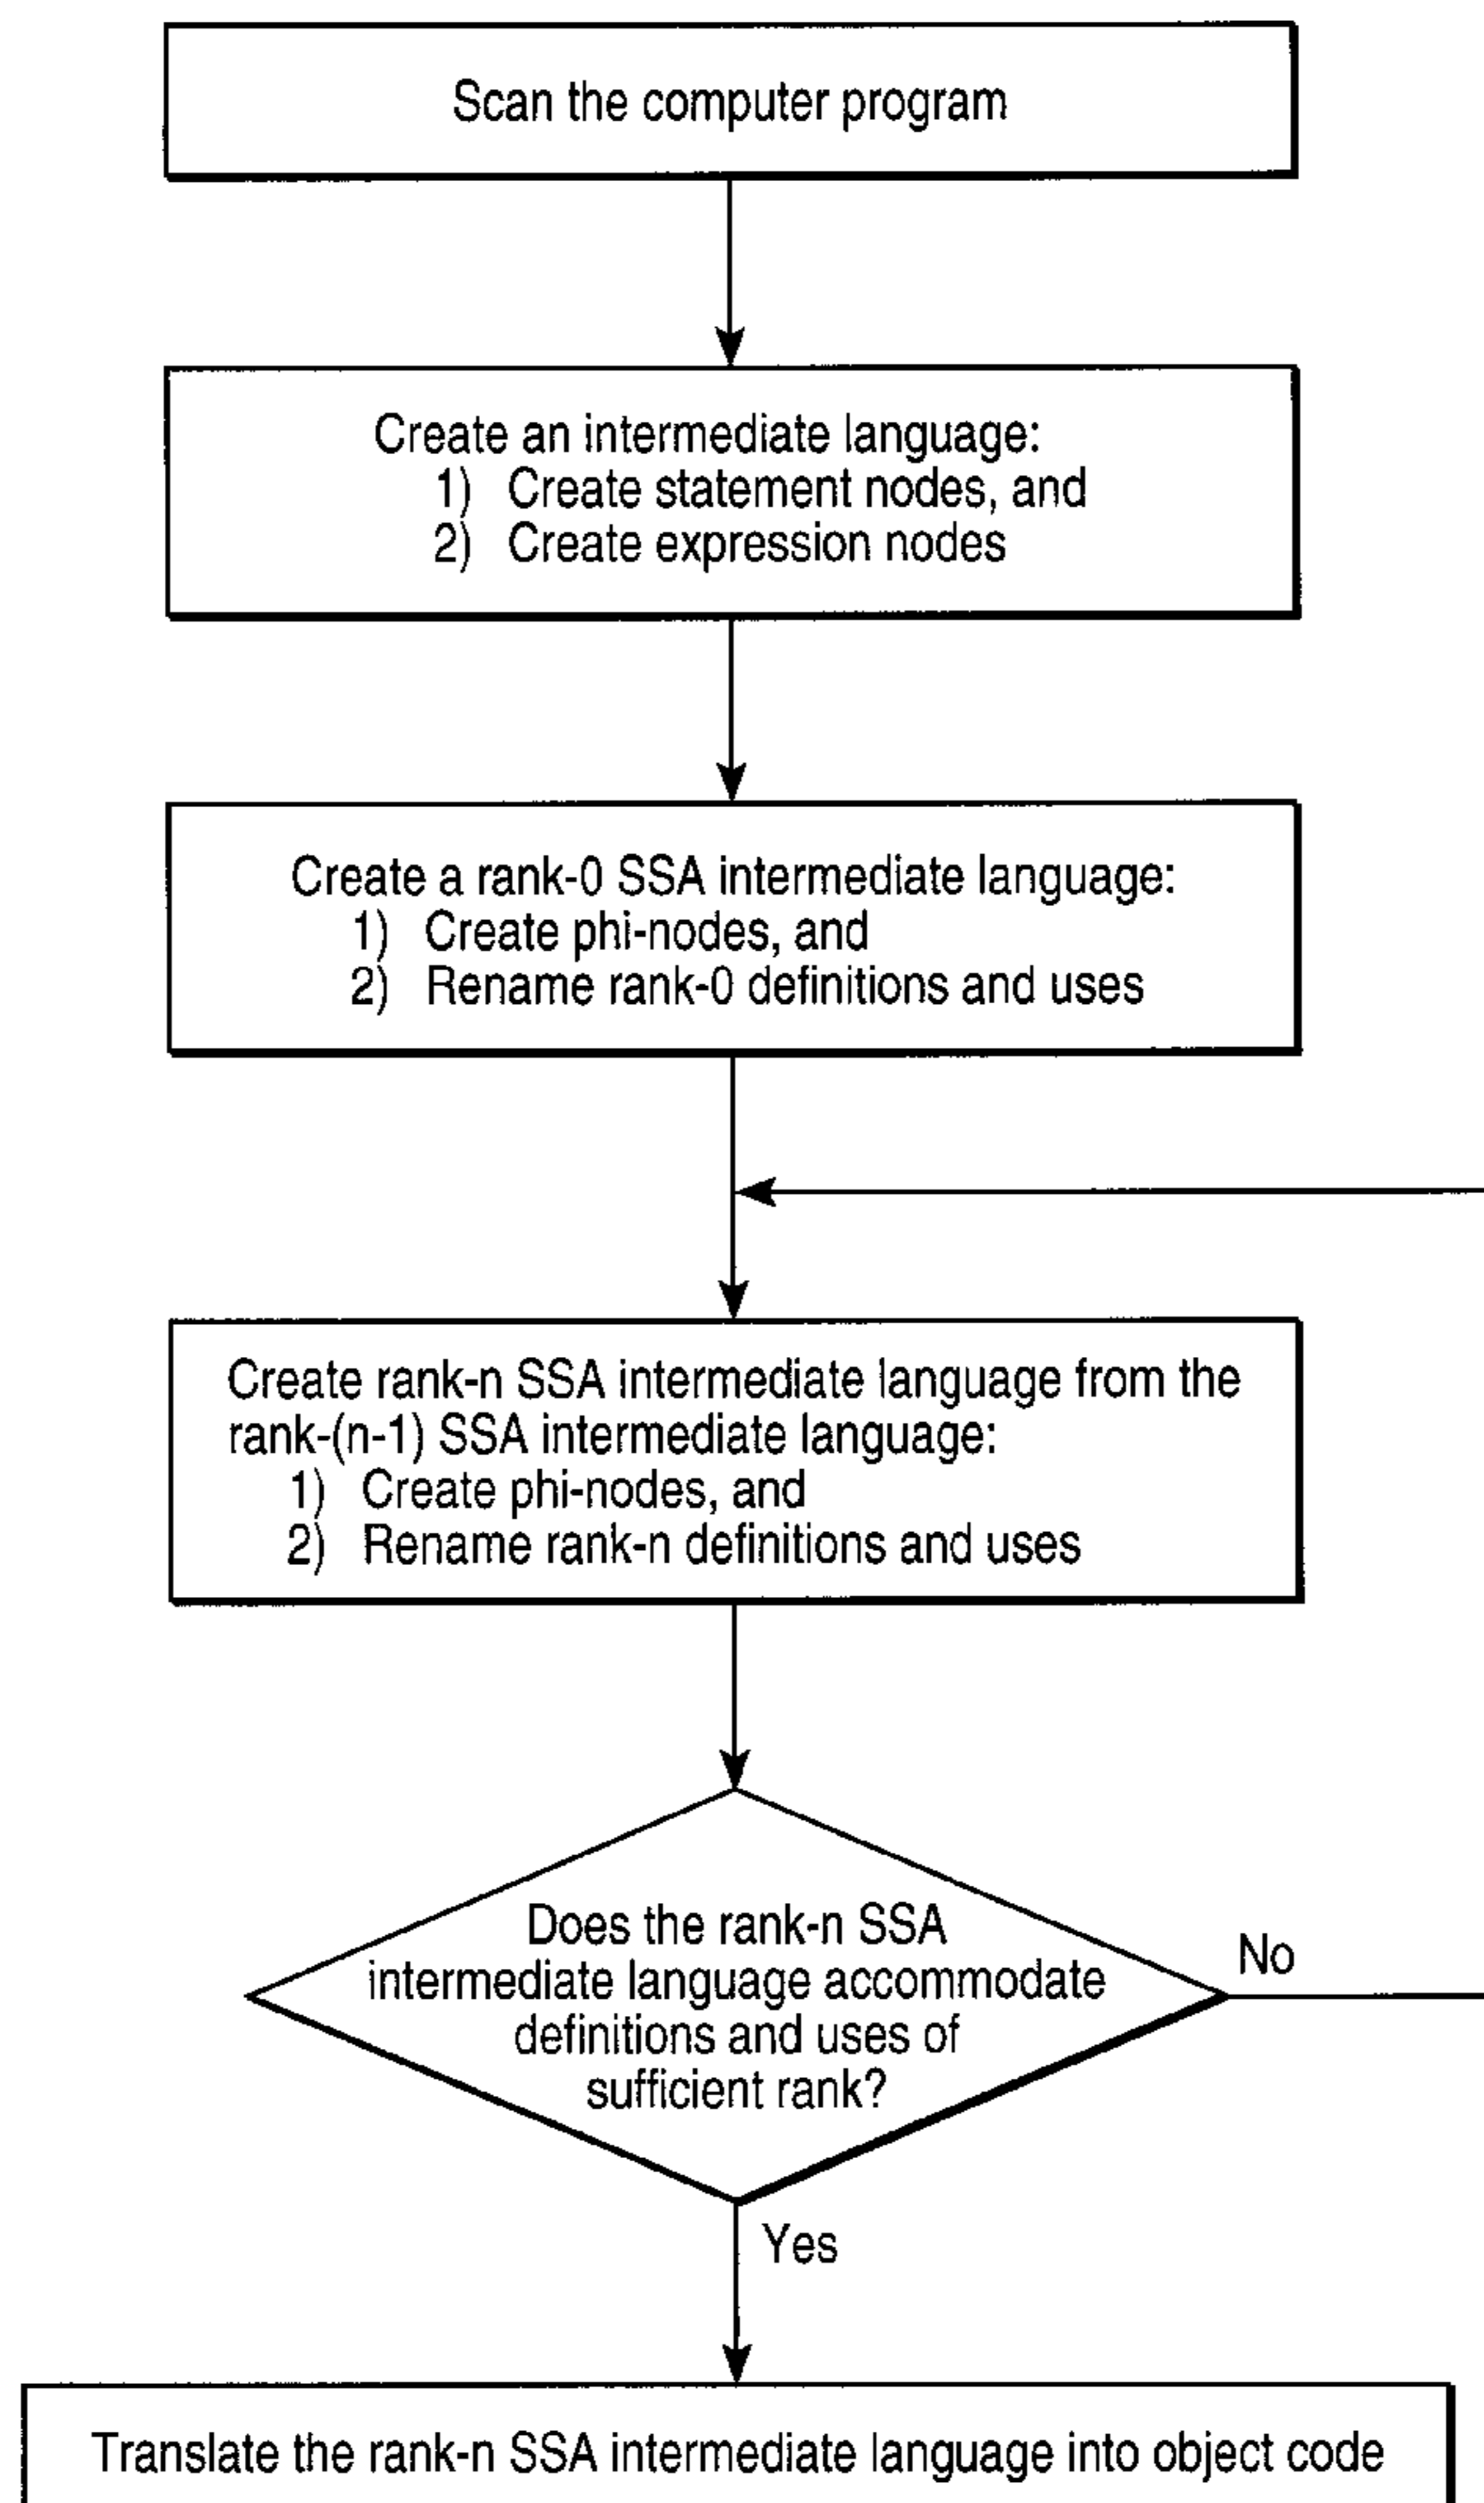 Scan the computer program
Create an intermediate language:
1) Create statement nodes, and
2) Create expression nodes
Create a rank-0 SSA intermediate language:
1) Create phi-nodes, and
2) Rename rank-0 definitions and uses
Create rank-n SSA intermediate language from the
rank-(n-1) SSA intermediate language:
1) Create phi-nodes, and
2) Rename rank-n definitions and uses
Does the rank-n SSA
intermediate language accommodate
definitions and uses of
sufficient rank?
No
Yes
Translate the rank-n SSA intermediate language into object code